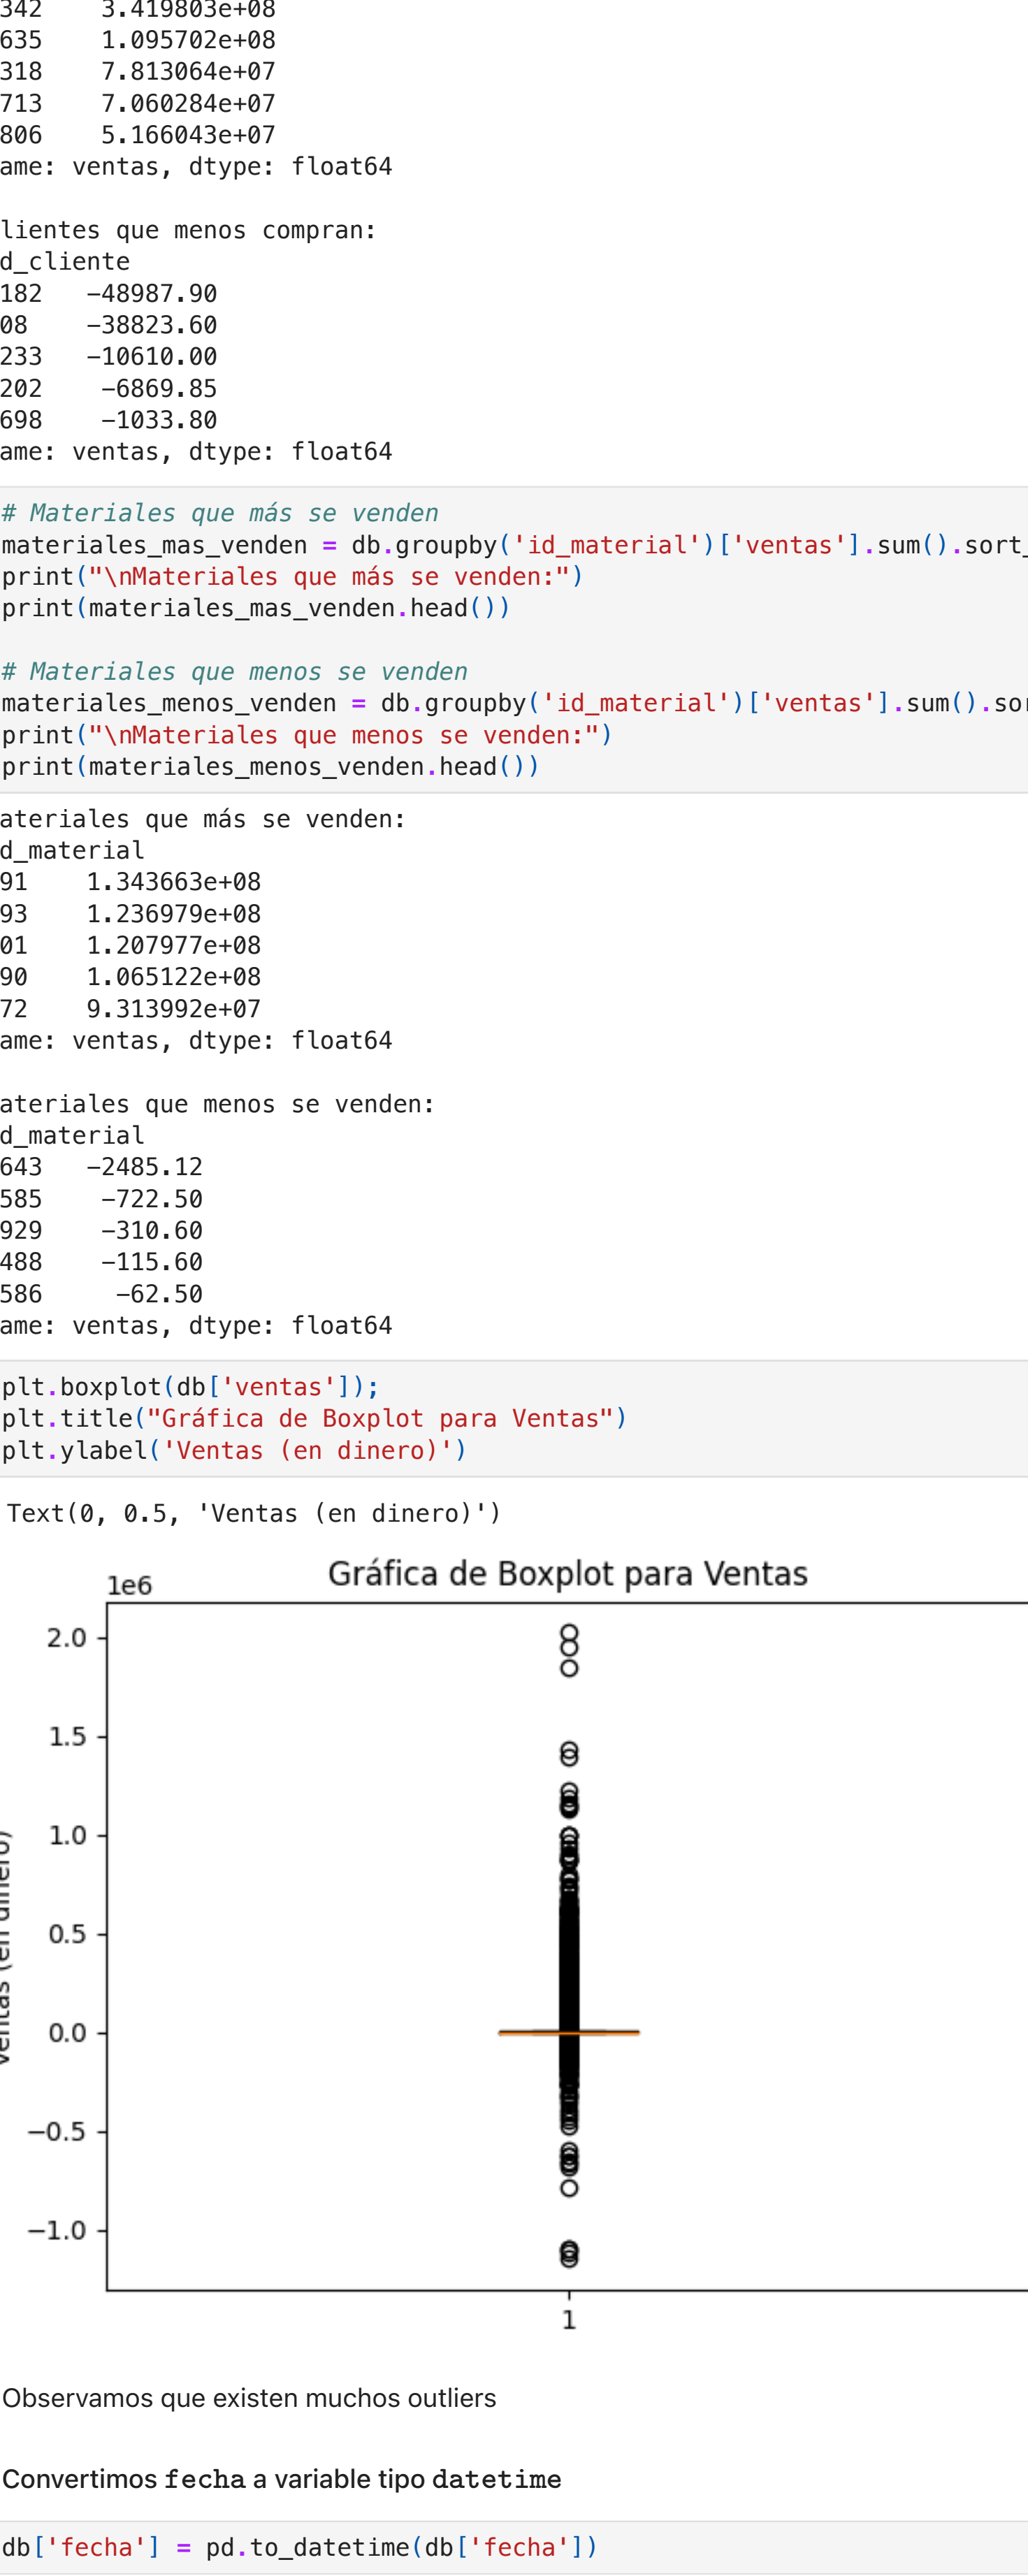 342    3.419803e+08
635    1.095702e+08
318    7.813064e+07
713    7.060284e+07
806    5.166043e+07
ame: ventas, dtype: float64
lientes que menos compran:
d_cliente
182   -48987.90
08    -38823.60
233   -10610.00
202    -6869.85
698    -1033.80
ame: ventas, dtype: float64
# Materiales que más se venden
materiales_mas_venden = db.groupby('id_material')['ventas'].sum().sort_
print("\nMateriales que más se venden:")
print(materiales_mas_venden.head())
# Materiales que menos se venden
materiales_menos_venden = db.groupby('id_material')['ventas'].sum().sor
print("\nMateriales que menos se venden:")
print(materiales_menos_venden.head())
ateriales que más se venden:
d_material
91    1.343663e+08
93    1.236979e+08
01    1.207977e+08
90    1.065122e+08
72    9.313992e+07
ame: ventas, dtype: float64
ateriales que menos se venden:
d_material
643   -2485.12
585    -722.50
929    -310.60
488    -115.60
586     -62.50
ame: ventas, dtype: float64
plt.boxplot(db['ventas']);
plt.title("Gráfica de Boxplot para Ventas")
plt.ylabel('Ventas (en dinero)')
Text(0, 0.5, 'Ventas (en dinero)')
Gráfica de Boxplot para Ventas
1e6
2.0
1.5
1.0
0.5
0.0
−0.5
−1.0
Ventas (en dinero)
1
Observamos que existen muchos outliers
Convertimos fecha a variable tipo datetime
db['fecha'] = pd.to_datetime(db['fecha'])